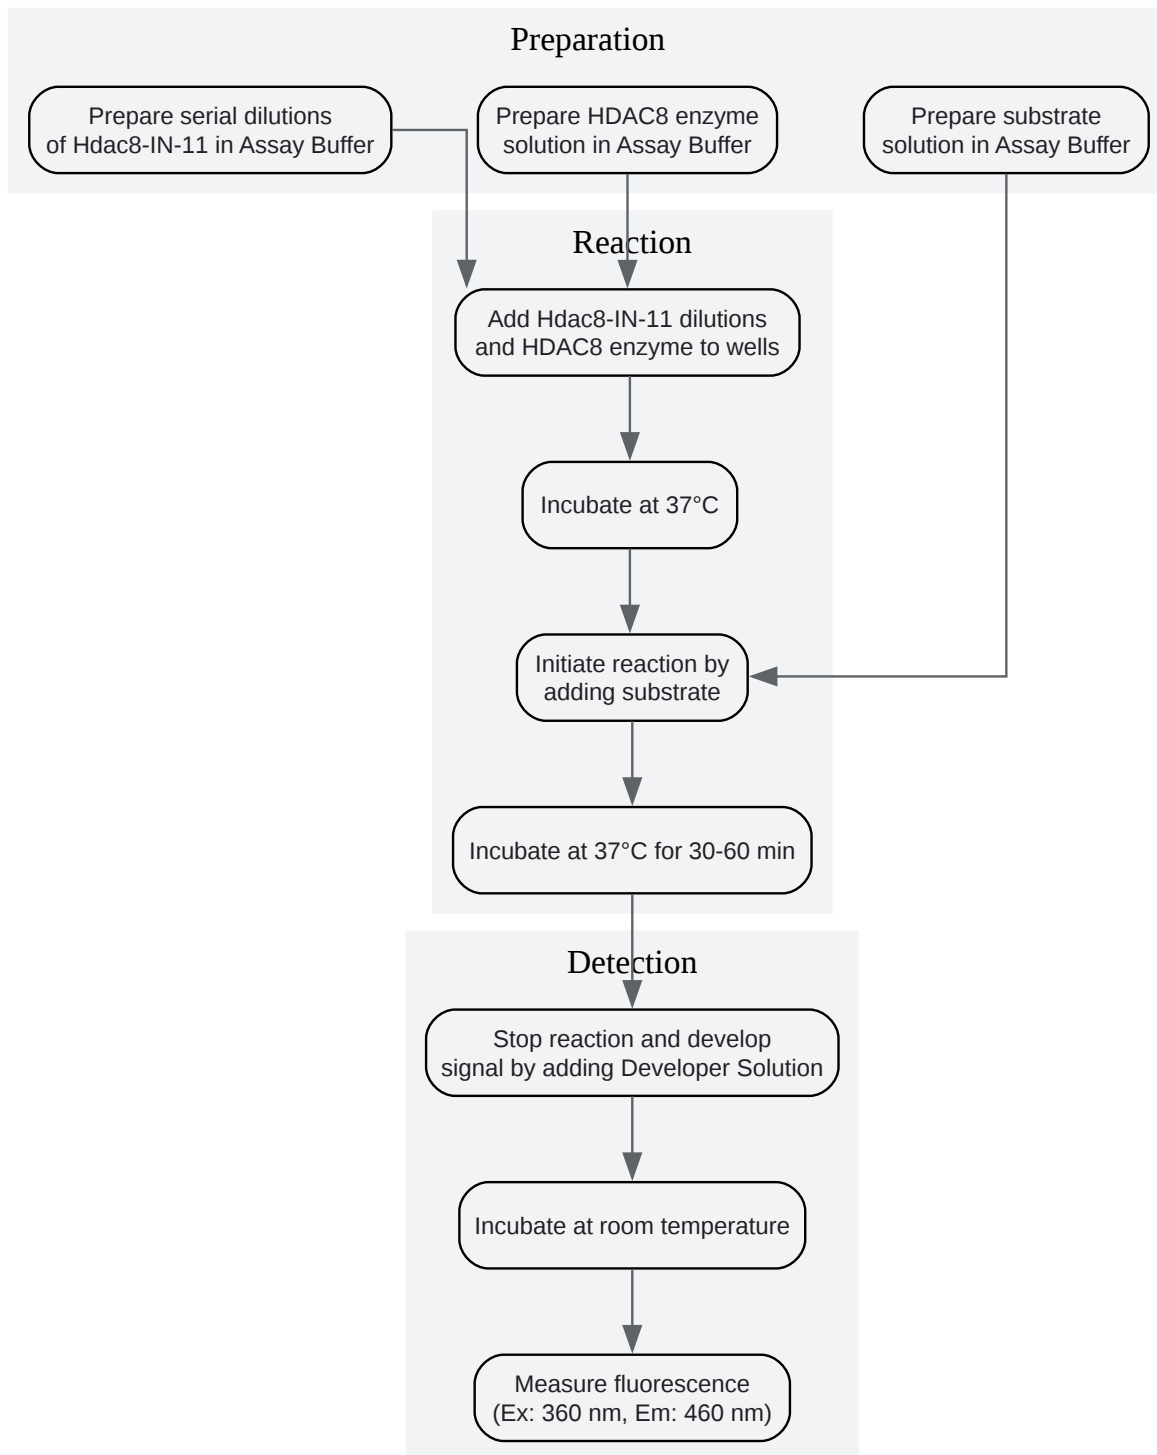 Preparation
Prepare serial dilutions
of Hdac8-IN-11 in Assay Buffer
Prepare HDAC8 enzyme
solution in Assay Buffer
Prepare substrate
solution in Assay Buffer
Reaction
Add Hdac8-IN-11 dilutions
and HDAC8 enzyme to wells
Incubate at 37°C
Initiate reaction by
adding substrate
Incubate at 37°C for 30-60 min
Detection
Stop reaction and develop
signal by adding Developer Solution
Incubate at room temperature
Measure fluorescence
(Ex: 360 nm, Em: 460 nm)